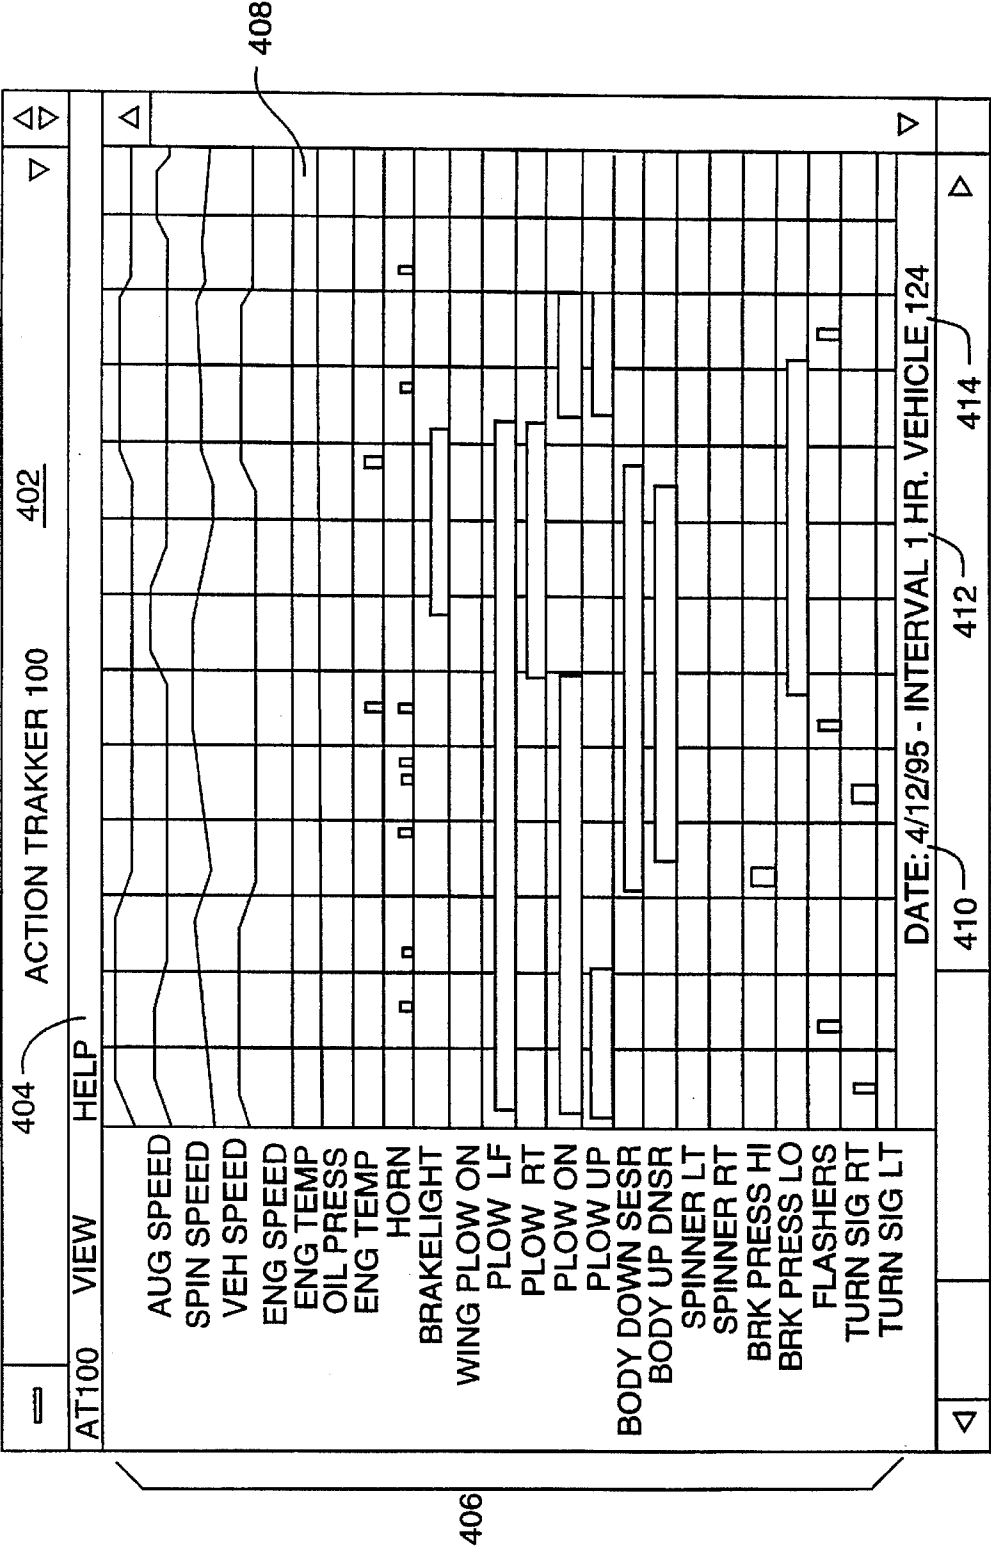 404
ACTION TRAKKER 100
402
AT100 VIEW HELP
408
406
AUG SPEED
SPIN SPEED
VEH SPEED
ENG SPEED
ENG TEMP
OIL PRESS
ENG TEMP
HORN
BRAKELIGHT
WING PLOW ON
PLOW LF
PLOW RT
PLOW ON
PLOW UP
BODY DOWN SESR
BODY UP DNSR
SPINNER LT
SPINNER RT
BRK PRESS HI
BRK PRESS LO
FLASHERS
TURN SIG RT
TURN SIG LT
DATE: 4/12/95 - INTERVAL 1 HR. VEHICLE 124
410
412
414